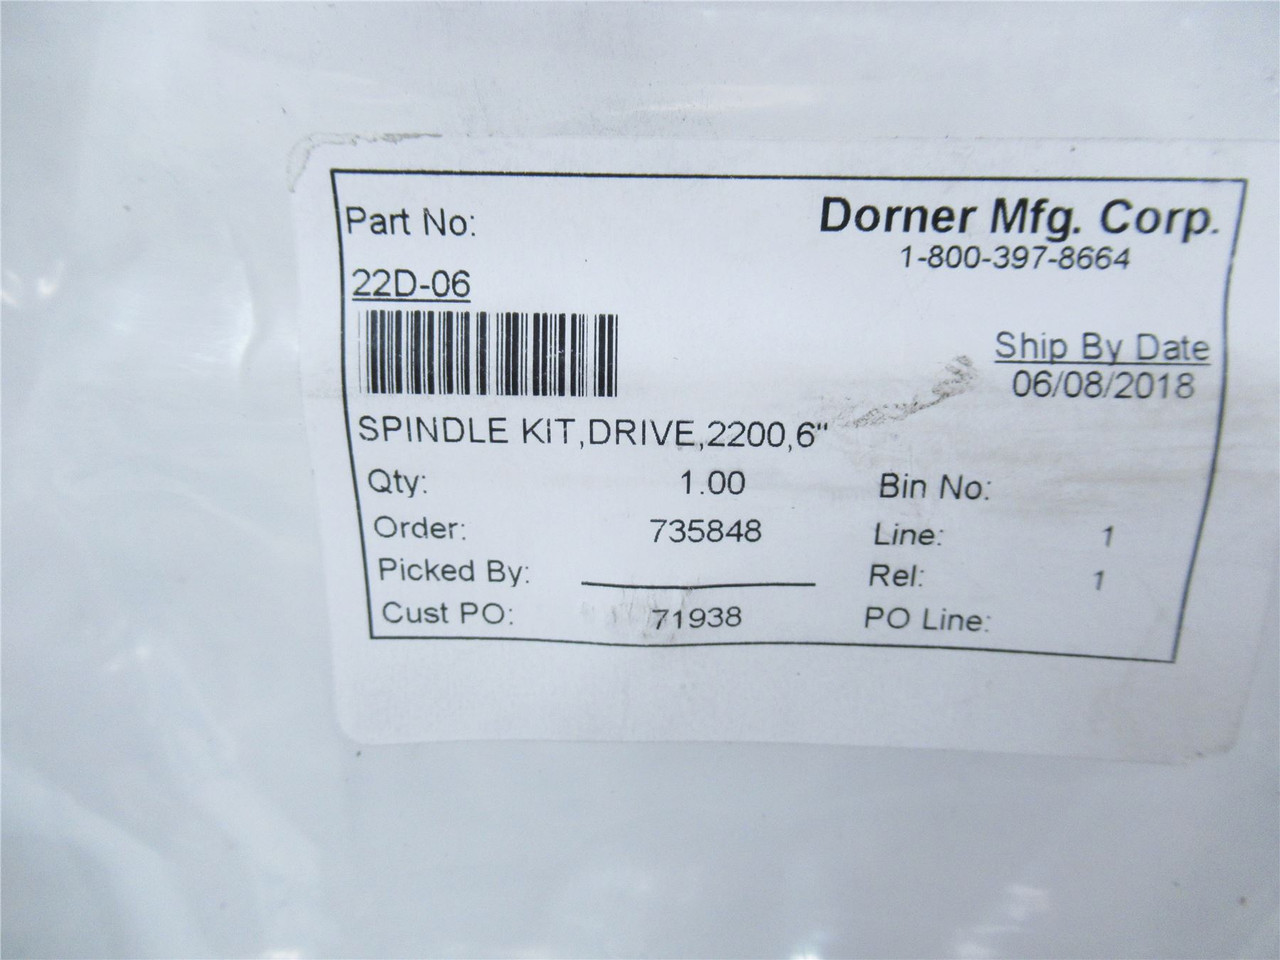 Part No:
Dorner Mfg. Corp.
1-800-397-8664
22D-06
Ship By Date
06/08/2018
SPINDLE KIT,DRIVE,2200,6"
Qty: 1.00 Bin No:
Order: 735848 Line: 1
Picked By: Rel: 1
Cust PO: 71938 PO Line: